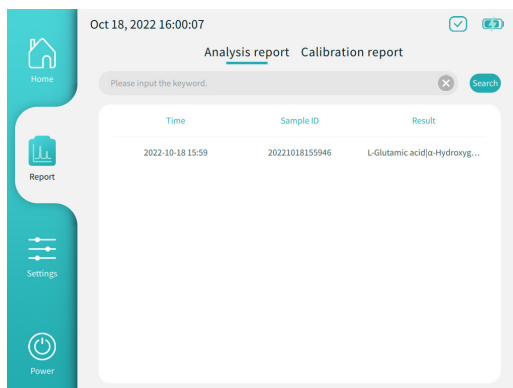 Oct 18, 2022 16:00:07
Analysis report Calibration report
Home
Please input the keyword.
Search
Time Sample ID Result
2022-10-18 15:59 20221018155946 L-Glutamic acid|α-Hydroxyg...
Report
Settings
Power